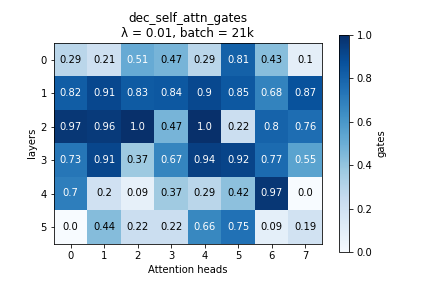 dec_self_attn_gates
λ = 0.01, batch = 21k
1.0
0 0.29 0.21 0.51 0.47 0.29 0.81 0.43 0.1
0.8
1 0.82 0.91 0.83 0.84 0.9 0.85 0.68 0.87
2 0.97 0.96 1.0 0.47 1.0 0.22 0.8 0.76
0.6
layers
gates
3 0.73 0.91 0.37 0.67 0.94 0.92 0.77 0.55
0.4
4 0.7 0.2 0.09 0.37 0.29 0.42 0.97 0.0
0.2
5 0.0 0.44 0.22 0.22 0.66 0.75 0.09 0.19
0.0
0 1 2 3 4 5 6 7
Attention heads